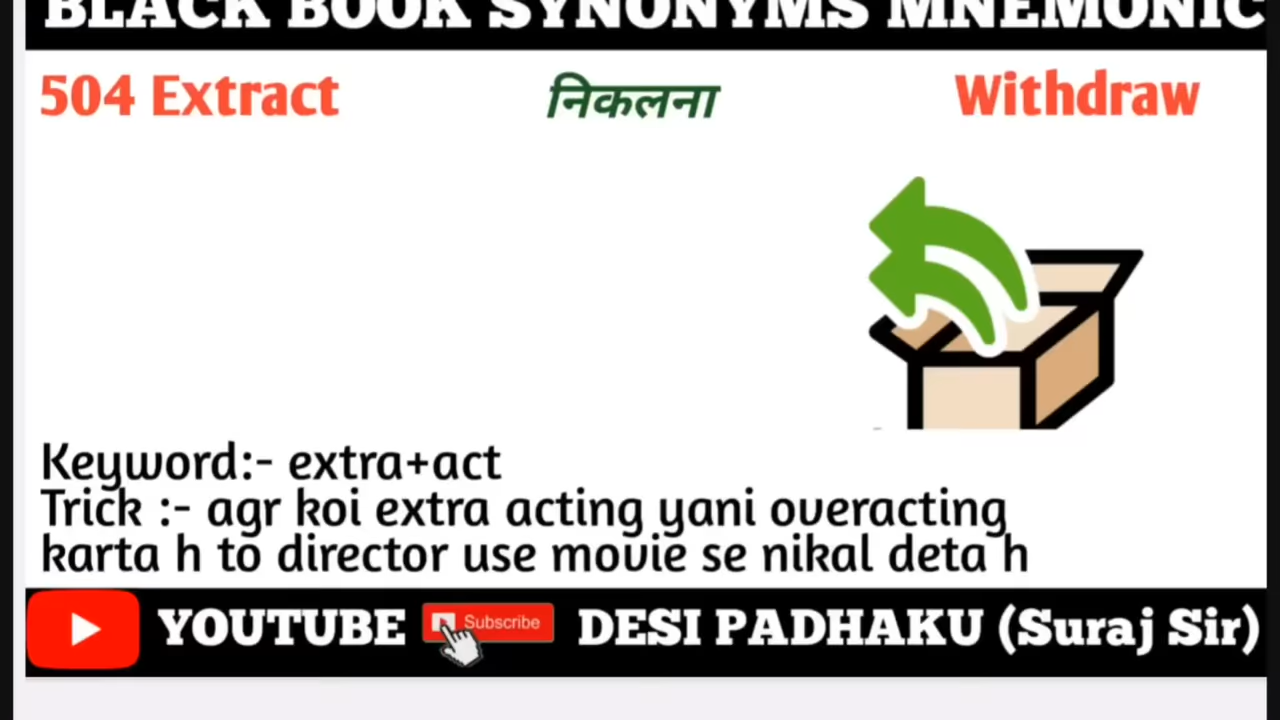 BLACK BOOK SYNONYMS MNEMONIC
504 Extract निकलना Withdraw
Keyword:- extra+act
Trick :- agr koi extra acting yani overacting
karta h to director use movie se nikal deta h
YOUTUBE Subscribe DESI PADHAKU (Suraj Sir)